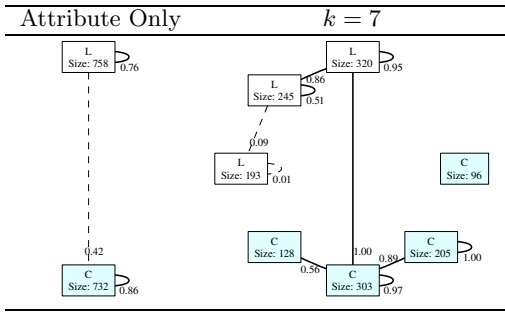 Attribute Only k = 7
L
Size: 758
0.76
L
Size: 320
0.95
0.86
L
Size: 245
0.51
0.09
L
Size: 193
0.01
C
Size: 96
C
Size: 128
C
Size: 205
1.00
0.42
1.00
0.89
0.56
C
Size: 732
0.86
C
Size: 303
0.97